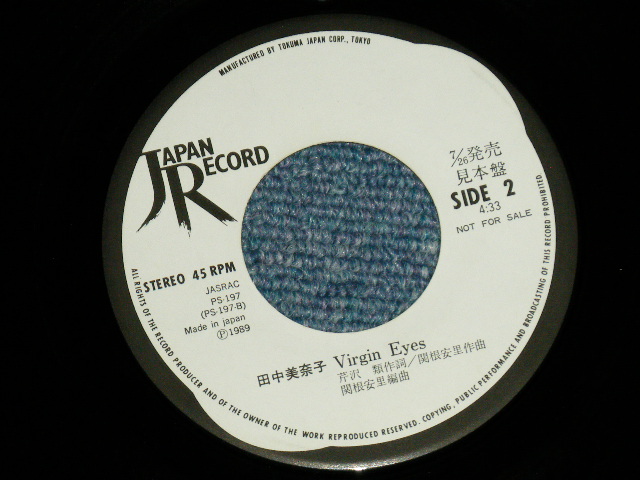 MANUFACTURED BY TOKUMA JAPAN CORP., TOKYO
JAPAN RECORD
7/26発売
見本盤
SIDE 2
4:33
NOT FOR SALE
STEREO 45 RPM
JASRAC
PS-197
(PS-197-B)
Made in japan
Ⓟ1989
田中美奈子 Virgin Eyes
芹沢 類作詞/関根安里作曲
関根安里編曲
ALL RIGHTS OF THE RECORD PRODUCER AND OF THE OWNER OF THE WORK REPRODUCED RESERVED. COPYING, PUBLIC PERFORMANCE AND BROADCASTING OF THIS RECORD PROHIBITED.